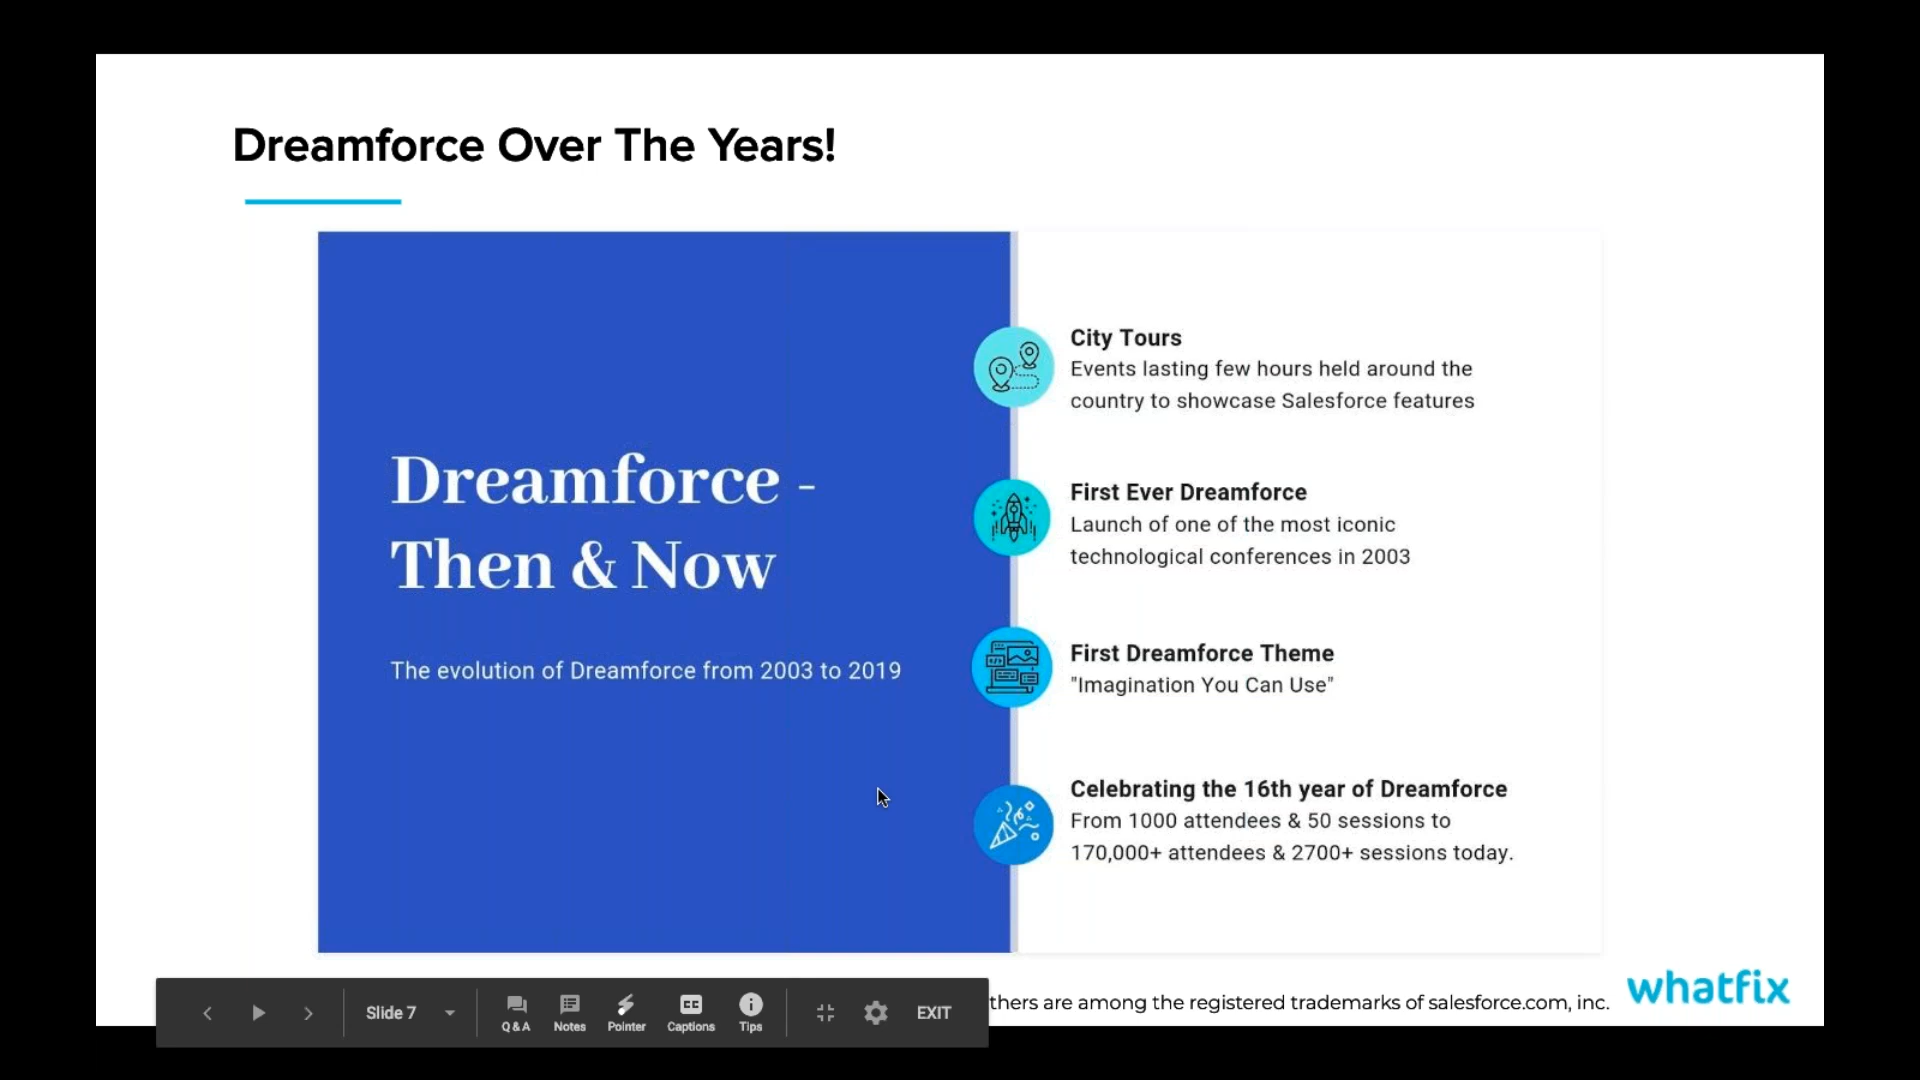 Dreamforce Over The Years!
Dreamforce -
Then & Now
The evolution of Dreamforce from 2003 to 2019
City Tours
Events lasting few hours held around the
country to showcase Salesforce features
First Ever Dreamforce
Launch of one of the most iconic
technological conferences in 2003
First Dreamforce Theme
"Imagination You Can Use"
Celebrating the 16th year of Dreamforce
From 1000 attendees & 50 sessions to
170,000+ attendees & 2700+ sessions today.
thers are among the registered trademarks of salesforce.com, inc.
whatfix
Slide 7
Q&A
Notes
Pointer
CC
Captions
Tips
EXIT